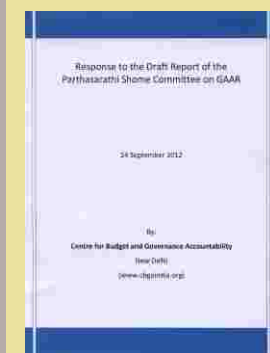 Response to the Draft Report of the
Parthasarathi Shome Committee on GAAR
24 September 2012
By:
Centre for Budget and Governance Accountability
New Delhi
(www.cbgaindia.org)